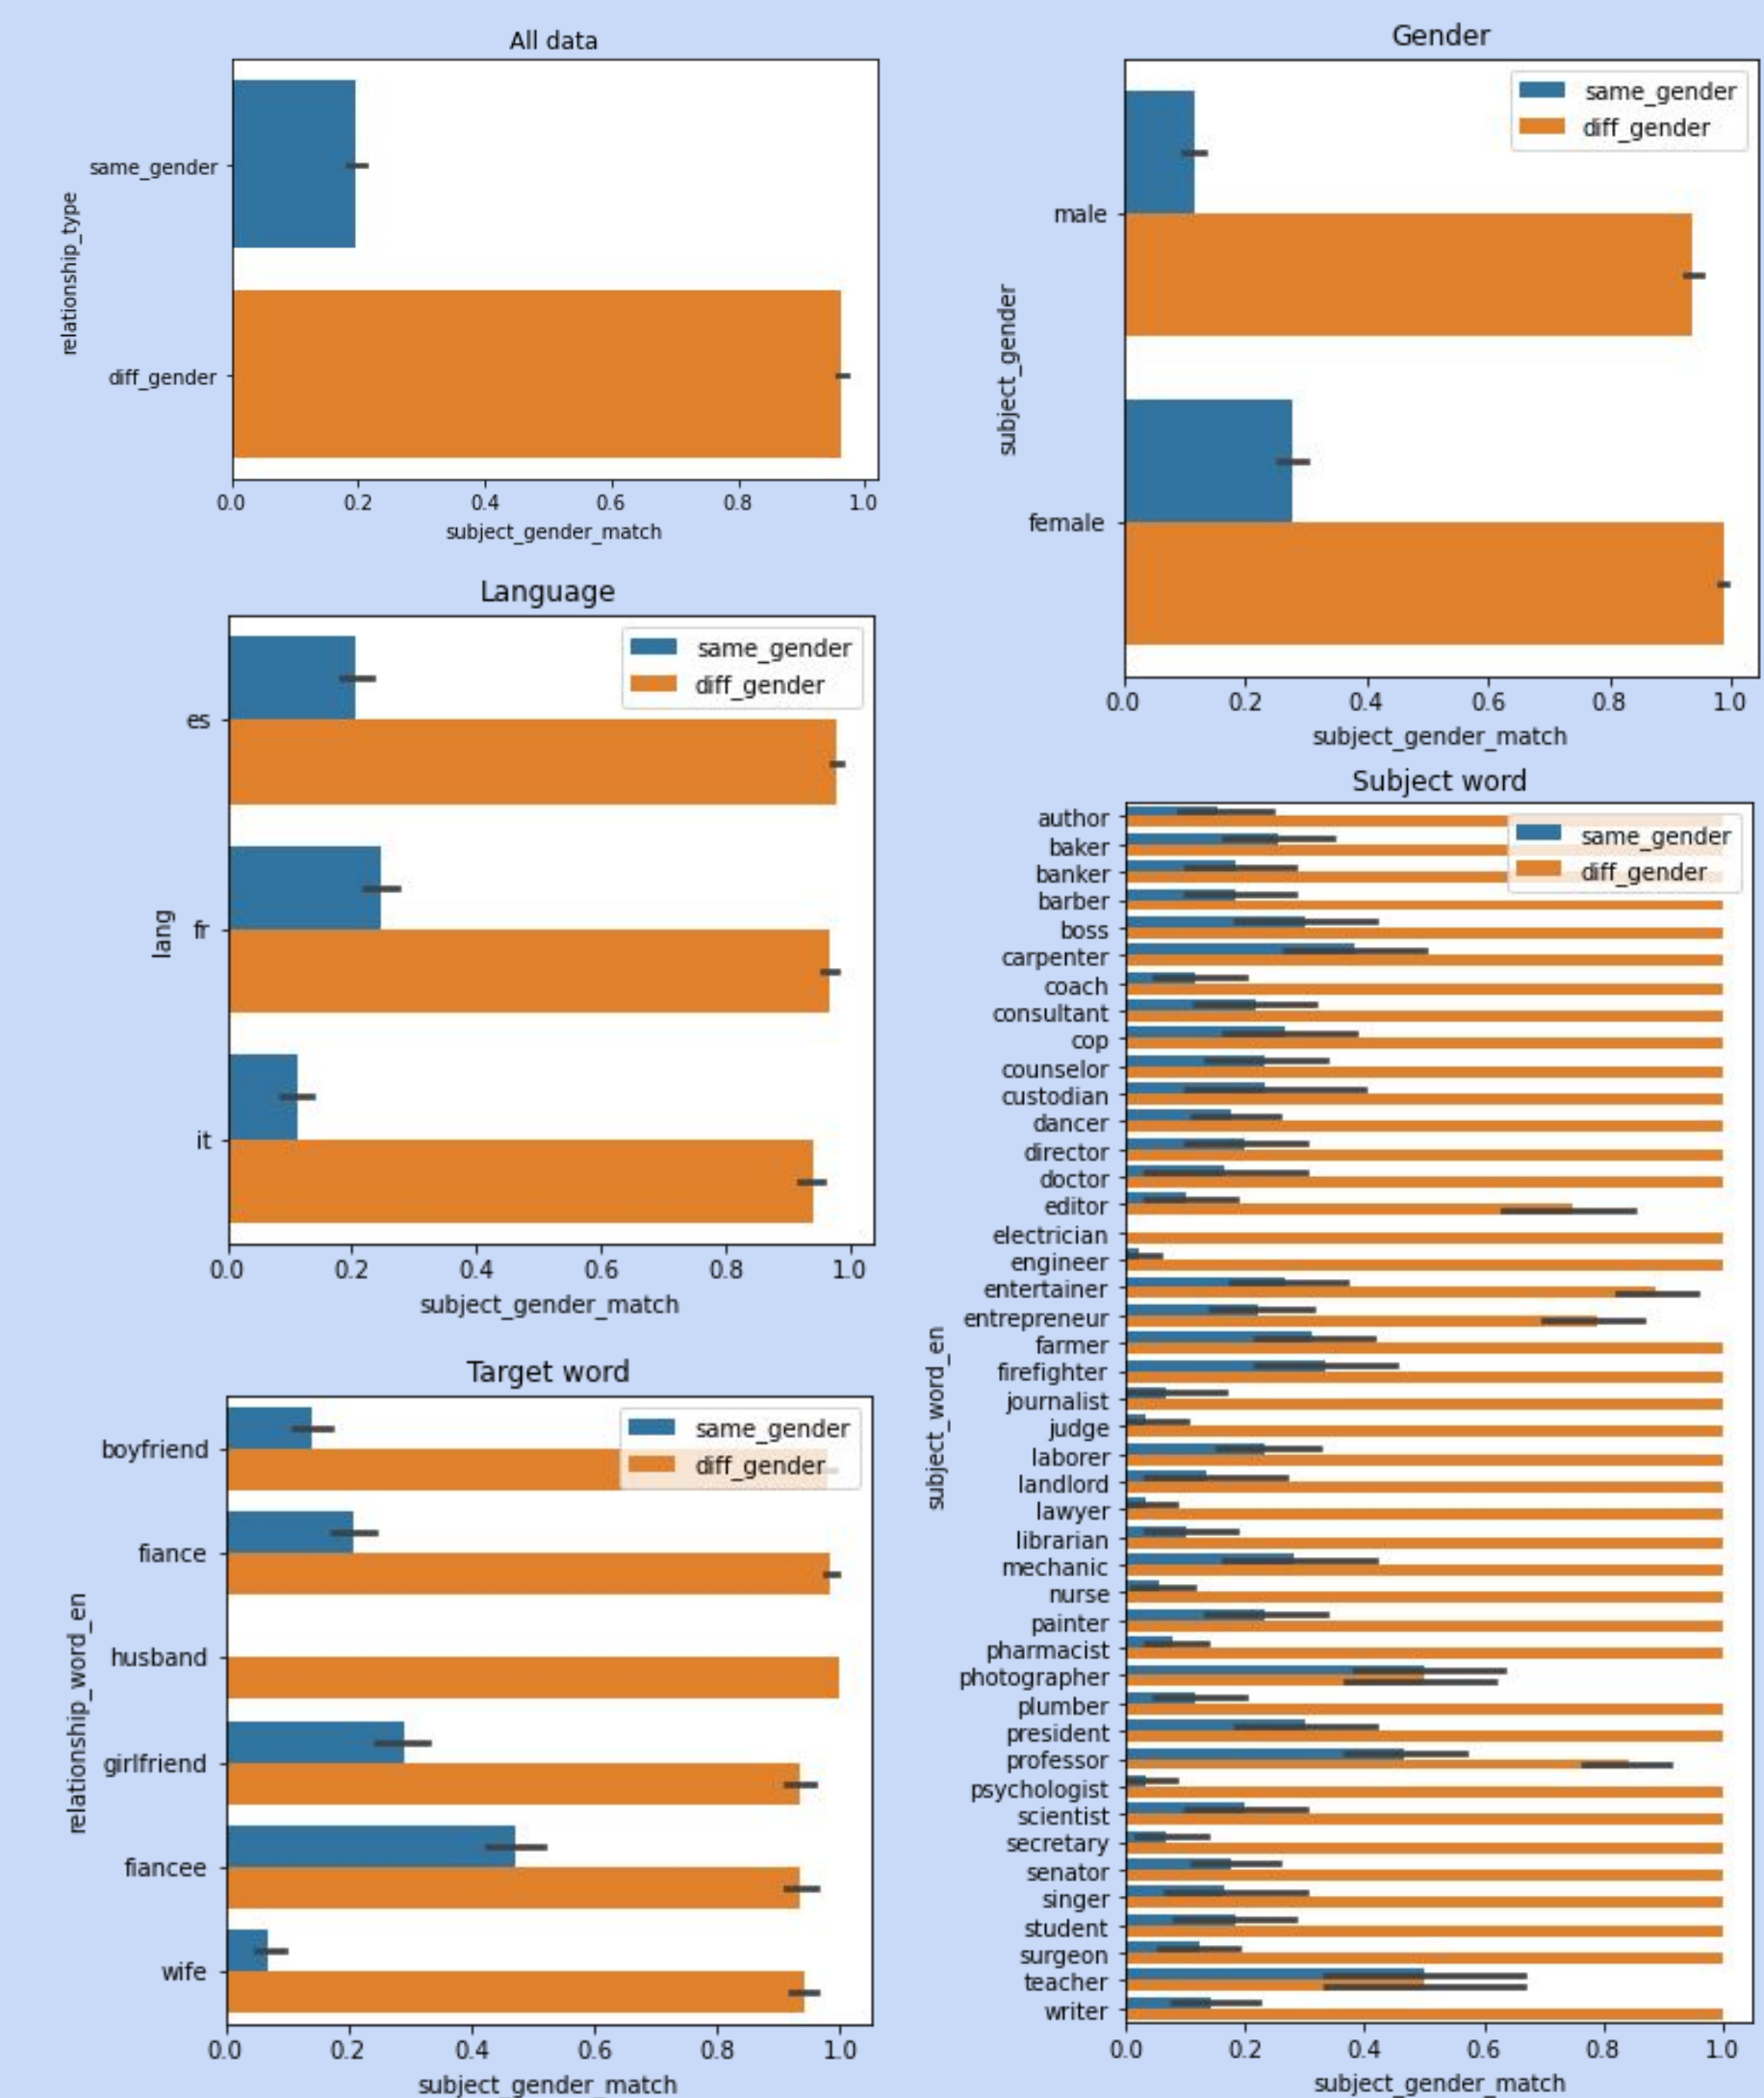 All data
same_gender
diff_gender
relationship_type
0.0 0.2 0.4 0.6 0.8 1.0
subject_gender_match
Gender
same_gender
diff_gender
male
female
subject_gender
0.0 0.2 0.4 0.6 0.8 1.0
subject_gender_match
Language
same_gender
diff_gender
es
fr
it
lang
0.0 0.2 0.4 0.6 0.8 1.0
subject_gender_match
Subject word
same_gender
diff_gender
author
baker
banker
barber
boss
carpenter
coach
consultant
cop
counselor
custodian
dancer
director
doctor
editor
electrician
engineer
entertainer
entrepreneur
farmer
firefighter
journalist
judge
laborer
landlord
lawyer
librarian
mechanic
nurse
painter
pharmacist
photographer
plumber
president
professor
psychologist
scientist
secretary
senator
singer
student
surgeon
teacher
writer
subject_word_en
0.0 0.2 0.4 0.6 0.8 1.0
subject_gender_match
Target word
same_gender
diff_gender
boyfriend
fiance
husband
girlfriend
fiancee
wife
relationship_word_en
0.0 0.2 0.4 0.6 0.8 1.0
subject_gender_match